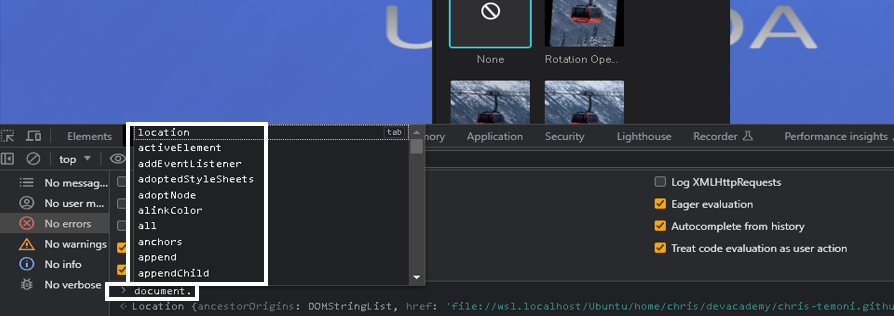 None
Rotation Ope...
Elements
Application
Security
Lighthouse
Recorder
Performance insights
top
No messag...
No user m...
No errors
No warnings
No info
No verbose
location
tab
activeElement
addEventListener
adoptedStyleSheets
adoptNode
alinkColor
all
anchors
append
appendChild
Log XMLHttpRequests
Eager evaluation
Autocomplete from history
Treat code evaluation as user action
> document.
Location {ancestorOrigins: DOMStringList, href: 'file://wsl.localhost/Ubuntu/home/chris/devacademy/chris-temoni.githu